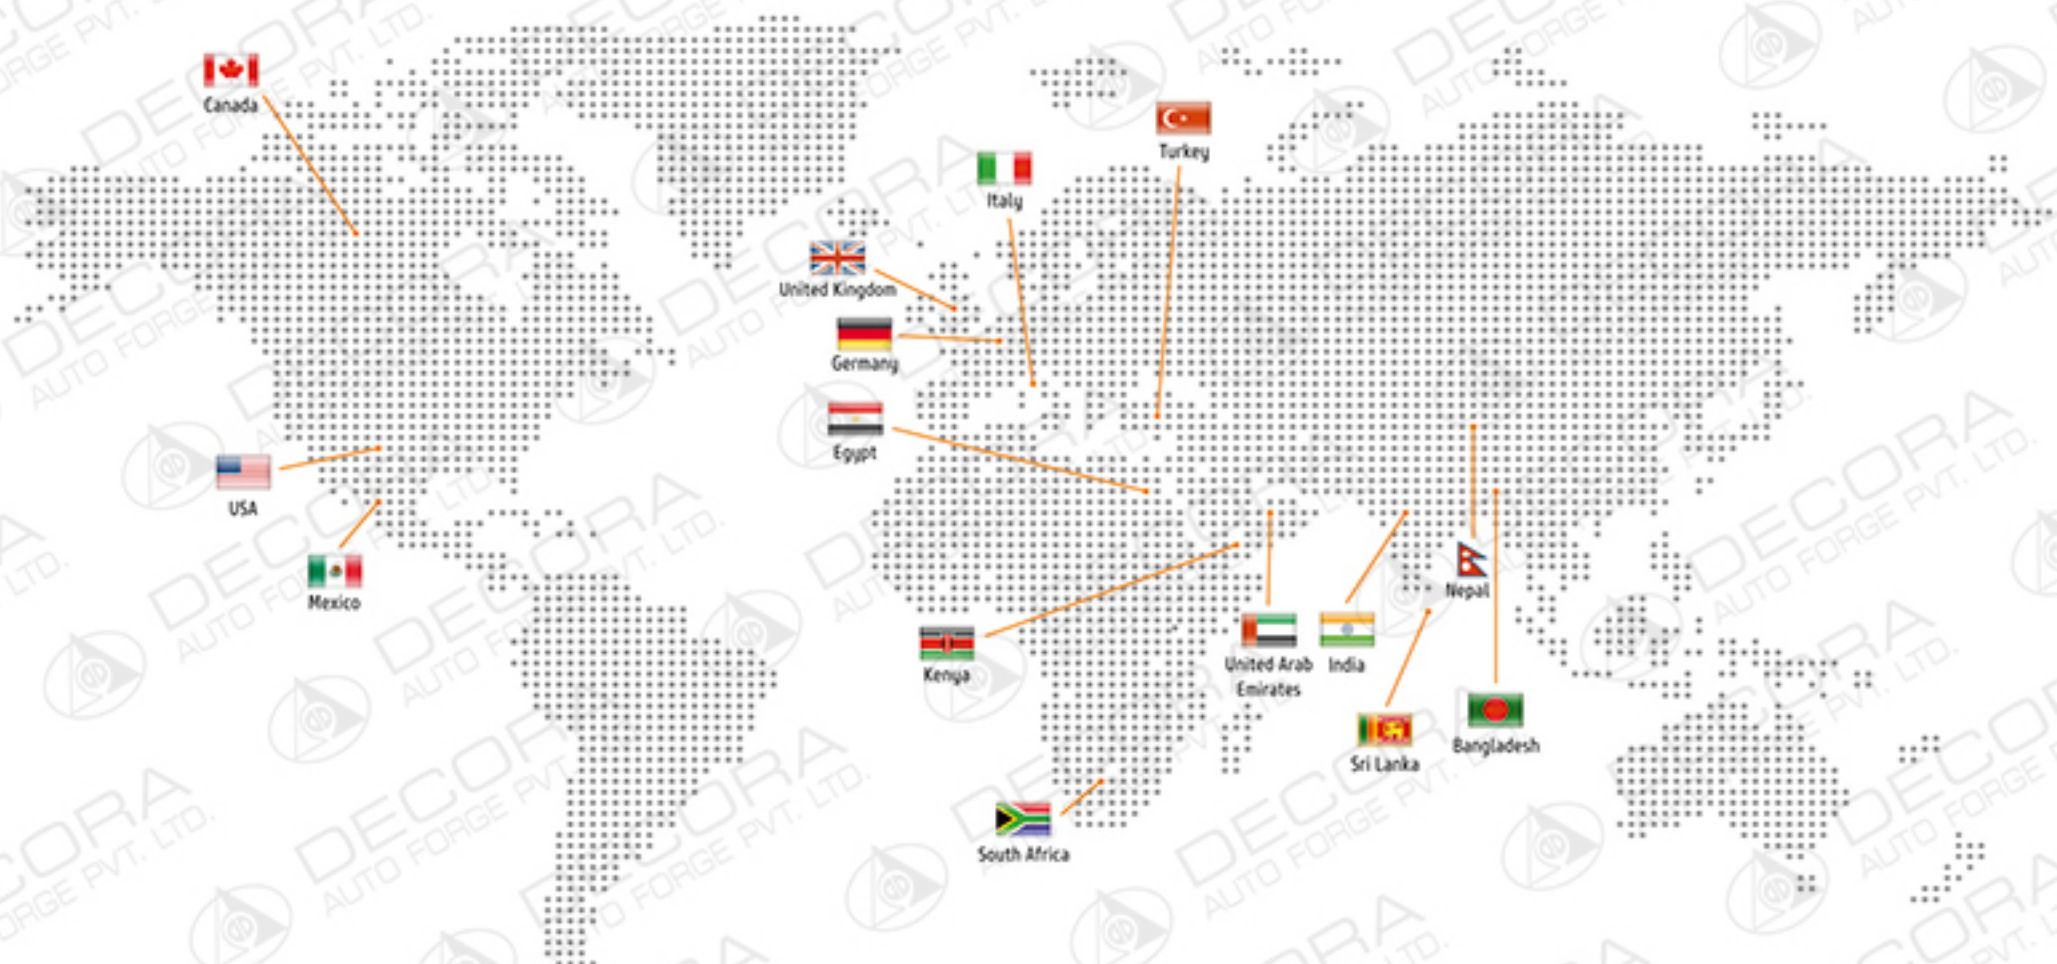 Canada
Turkey
Italy
United Kingdom
Germany
Egypt
USA
Mexico
Nepal
Kenya
United Arab
Emirates
India
Sri Lanka
Bangladesh
South Africa
DECORA
AUTO FORGE PVT. LTD.